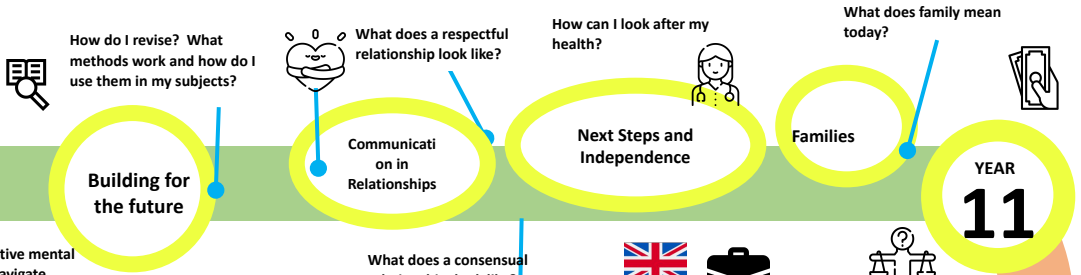 How do I revise? What
methods work and how do I
use them in my subjects?
What does a respectful
relationship look like?
How can I look after my
health?
What does family mean
today?
Building for
the future
Communicati
on in
Relationships
Next Steps and
Independence
Families
YEAR
11
tive mental
What does a consensual